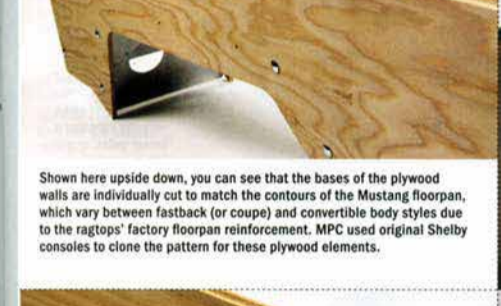 Shown here upside down, you can see that the bases of the plywood
walls are individually cut to match the contours of the Mustang floorpan,
which vary between fastback (or coupe) and convertible body styles due
to the ragtops' factory floorpan reinforcement. MPC used original Shelby
consoles to clone the pattern for these plywood elements.